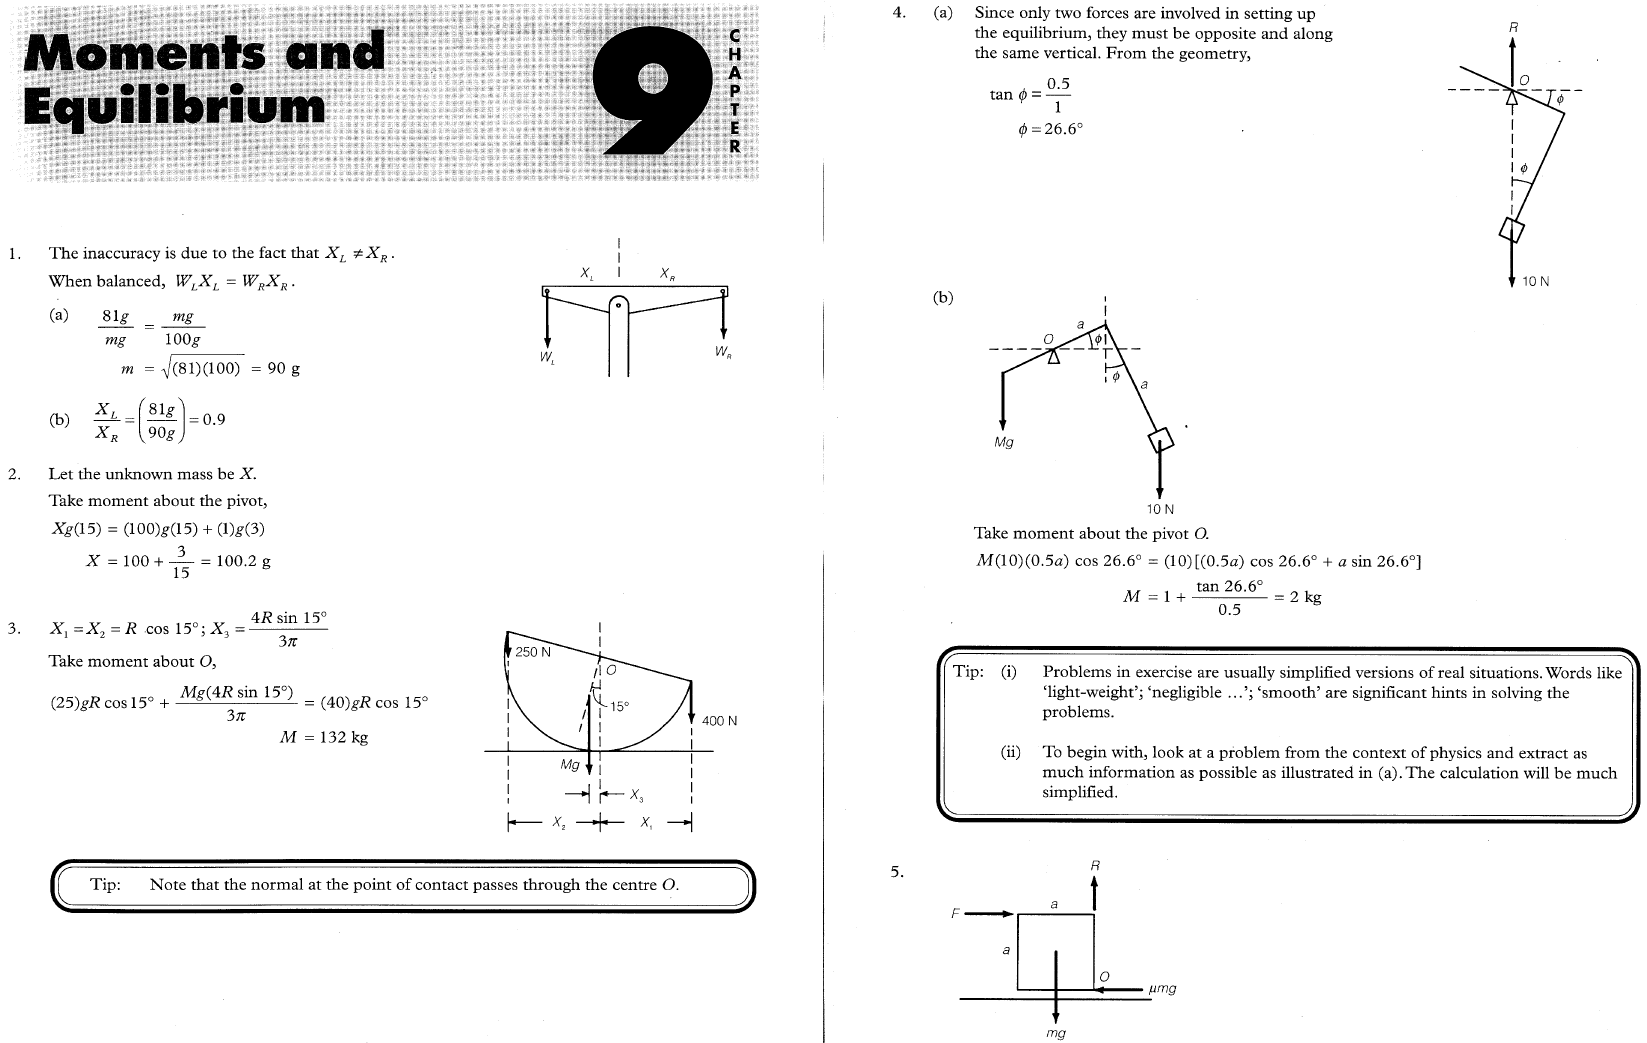 Moments and
Equilibrium
9
CHAPTER
1. The inaccuracy is due to the fact that X_L ≠ X_R.
When balanced, W_L X_L = W_R X_R.
(a) 81g/mg = mg/100g
m = √(81)(100) = 90 g
(b) X_L/X_R = (81g/90g) = 0.9
X_L X_R
W_L W_R
2. Let the unknown mass be X.
Take moment about the pivot,
Xg(15) = (100)g(15) + (1)g(3)
X = 100 + 3/15 = 100.2 g
3. X₁ = X₂ = R cos 15°; X₃ = 4R sin 15°/3π
Take moment about O,
(25)gR cos 15° + Mg(4R sin 15°)/3π = (40)gR cos 15°
M = 132 kg
250 N
O
15°
400 N
Mg
X₃
X₂ X₁
Tip: Note that the normal at the point of contact passes through the centre O.
4. (a) Since only two forces are involved in setting up
the equilibrium, they must be opposite and along
the same vertical. From the geometry,
tan ϕ = 0.5/1
ϕ = 26.6°
R
O
ϕ
ϕ
10 N
(b)
a
O ϕ
ϕ
a
Mg
10 N
Take moment about the pivot O.
M(10)(0.5a) cos 26.6° = (10)[(0.5a) cos 26.6° + a sin 26.6°]
M = 1 + tan 26.6°/0.5 = 2 kg
Tip: (i) Problems in exercise are usually simplified versions of real situations. Words like
‘light-weight’; ‘negligible ...’; ‘smooth’ are significant hints in solving the
problems.
(ii) To begin with, look at a problem from the context of physics and extract as
much information as possible as illustrated in (a). The calculation will be much
simplified.
5.
R
F a
a
O
μmg
mg